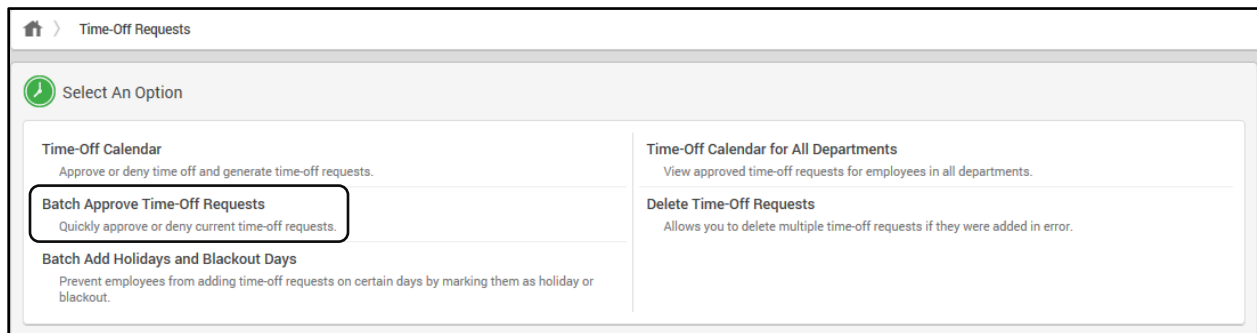 Time-Off Requests
Select An Option
Time-Off Calendar
Approve or deny time off and generate time-off requests.
Batch Approve Time-Off Requests
Quickly approve or deny current time-off requests.
Batch Add Holidays and Blackout Days
Prevent employees from adding time-off requests on certain days by marking them as holiday or
blackout.
Time-Off Calendar for All Departments
View approved time-off requests for employees in all departments.
Delete Time-Off Requests
Allows you to delete multiple time-off requests if they were added in error.